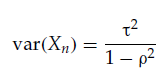 var(Xₙ) = τ² / 1 − ρ²